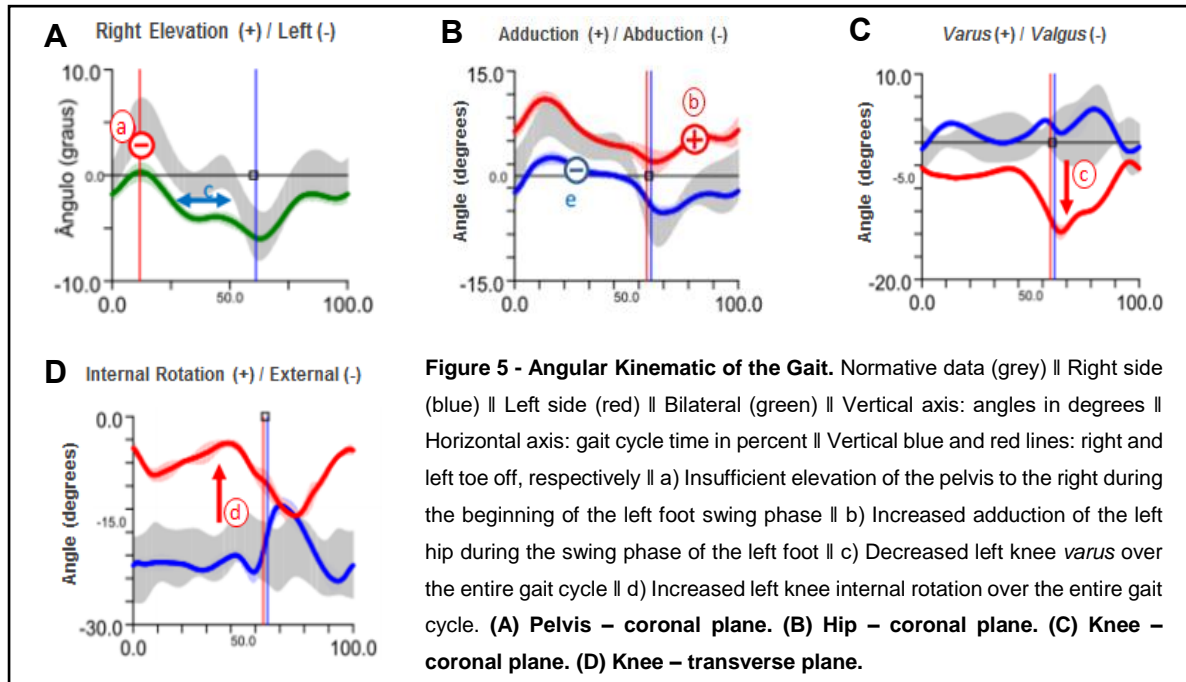 A
Right Elevation (+) / Left (-)
Ângulo (graus)
10.0
0.0
-10.0
0.0
50.0
100.0
a
c
B
Adduction (+) / Abduction (-)
Angle (degrees)
15.0
0.0
-15.0
0.0
50.0
100.0
b
e
C
Varus (+) / Valgus (-)
Angle (degrees)
10.0
-5.0
-20.0
0.0
50.0
100.0
c
D
Internal Rotation (+) / External (-)
Angle (degrees)
0.0
-15.0
-30.0
0.0
50.0
100.0
d
Figure 5 - Angular Kinematic of the Gait. Normative data (grey) ‖ Right side
(blue) ‖ Left side (red) ‖ Bilateral (green) ‖ Vertical axis: angles in degrees ‖
Horizontal axis: gait cycle time in percent ‖ Vertical blue and red lines: right and
left toe off, respectively ‖ a) Insufficient elevation of the pelvis to the right during
the beginning of the left foot swing phase ‖ b) Increased adduction of the left
hip during the swing phase of the left foot ‖ c) Decreased left knee varus over
the entire gait cycle ‖ d) Increased left knee internal rotation over the entire gait
cycle. (A) Pelvis – coronal plane. (B) Hip – coronal plane. (C) Knee –
coronal plane. (D) Knee – transverse plane.